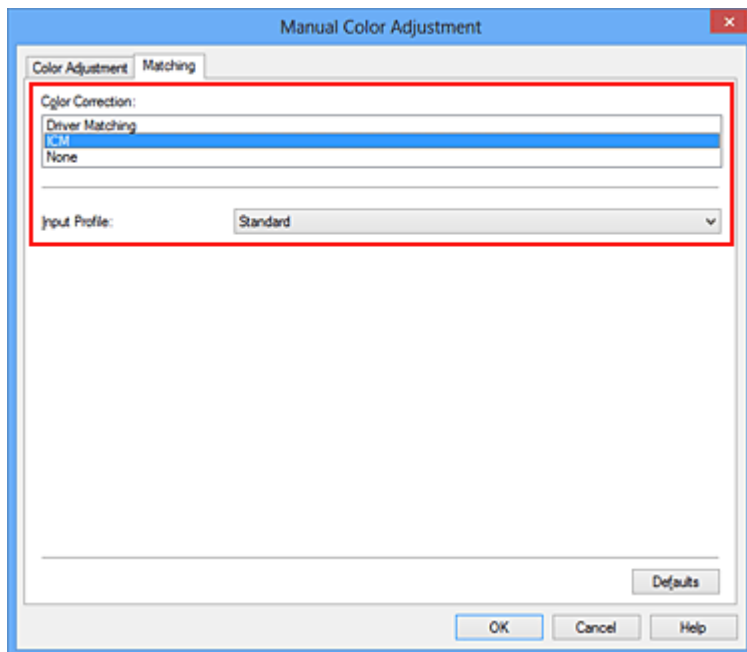 Manual Color Adjustment
Color Adjustment Matching
Color Correction:
Driver Matching
ICM
None
Input Profile: Standard
Defaults
OK Cancel Help